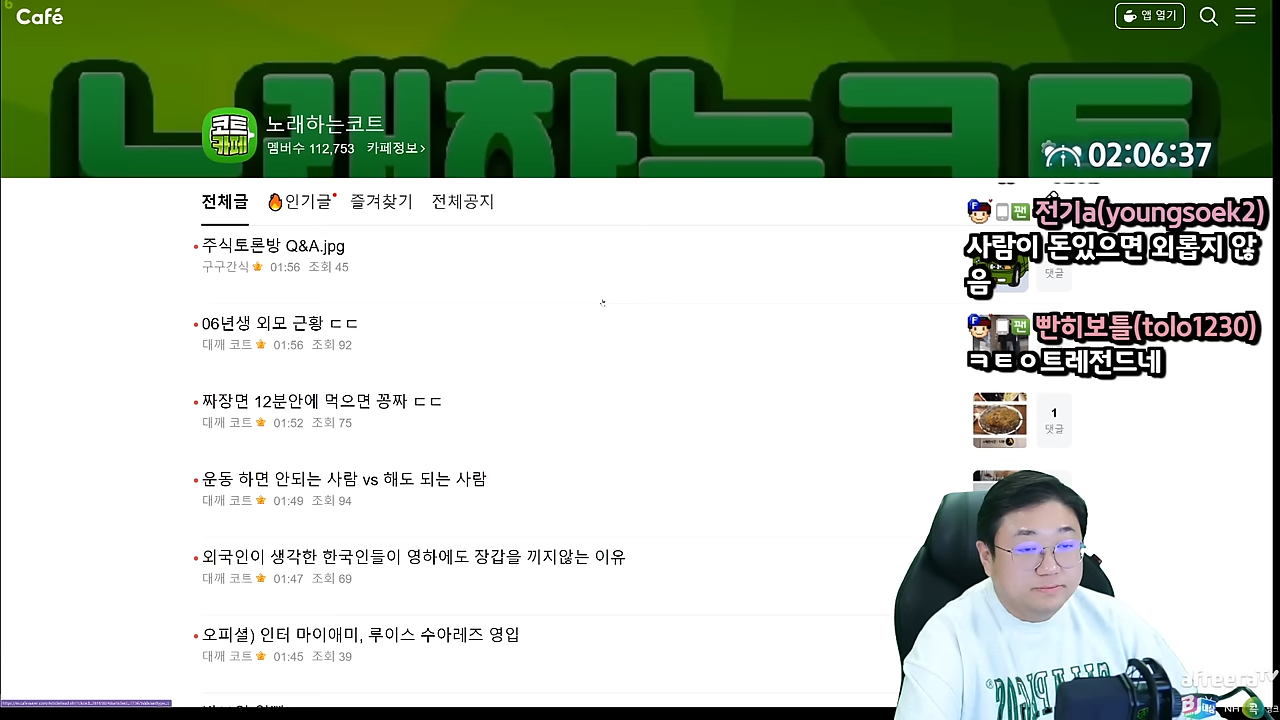 Café
앱 열기
노래하는코트
코트
카페
노래하는코트
멤버수 112,753 카페정보
02:06:37
전체글 인기글 즐겨찾기 전체공지
주식토론방 Q&A.jpg
구구간식 01:56 조회 45
댓글
06년생 외모 근황 ㄷㄷ
대깨 코트 01:56 조회 92
짜장면 12분안에 먹으면 꽁짜 ㄷㄷ
대깨 코트 01:52 조회 75
1
댓글
운동 하면 안되는 사람 vs 해도 되는 사람
대깨 코트 01:49 조회 94
외국인이 생각한 한국인들이 영하에도 장갑을 끼지않는 이유
대깨 코트 01:47 조회 69
오피셜) 인터 마이애미, 루이스 수아레즈 영입
대깨 코트 01:45 조회 39
F 팬 전기a(youngsoek2)
사람이 돈있으면 외롭지 않
음
F 팬 빤히보틀(tolo1230)
ㅋㅌㅇ트레전드네
afreecaTV